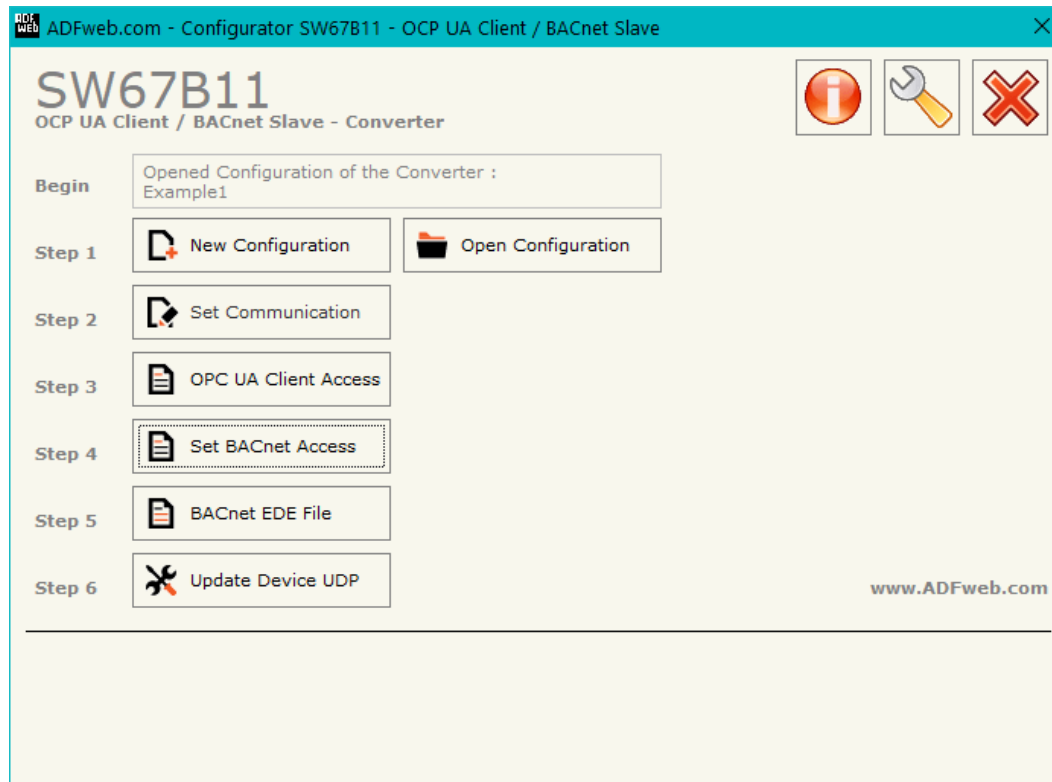 ADF
WEB
ADFweb.com - Configurator SW67B11 - OCP UA Client / BACnet Slave
SW67B11
OCP UA Client / BACnet Slave - Converter
Begin
Opened Configuration of the Converter :
Example1
Step 1
New Configuration
Open Configuration
Step 2
Set Communication
Step 3
OPC UA Client Access
Step 4
Set BACnet Access
Step 5
BACnet EDE File
Step 6
Update Device UDP
www.ADFweb.com